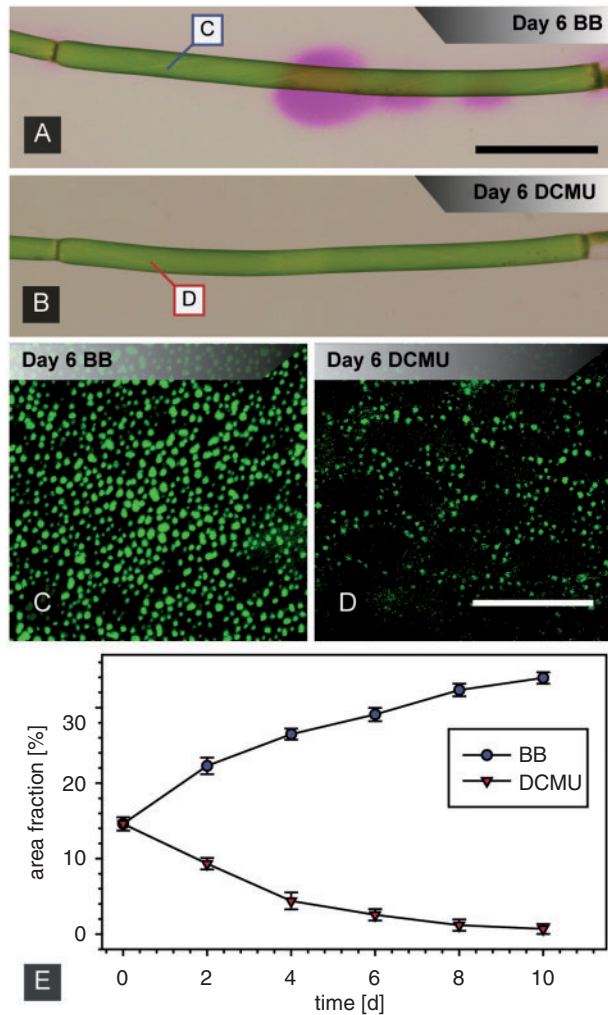 Day 6 BB
C
A
Day 6 DCMU
D
B
Day 6 BB
Day 6 DCMU
C
D
area fraction [%]
30
20
10
0
BB
DCMU
0 2 4 6 8 10
time [d]
E